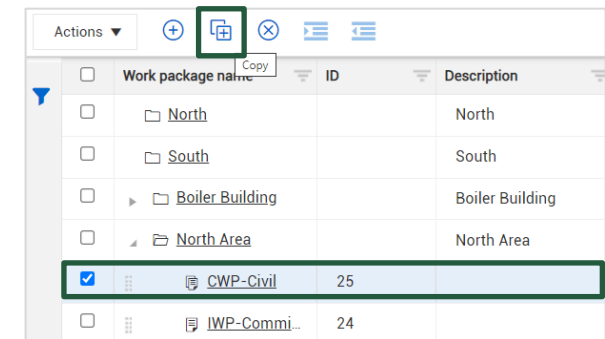 Actions
Copy
Work package name ID Description
North North
South South
Boiler Building Boiler Building
North Area North Area
CWP-Civil 25
IWP-Commi... 24